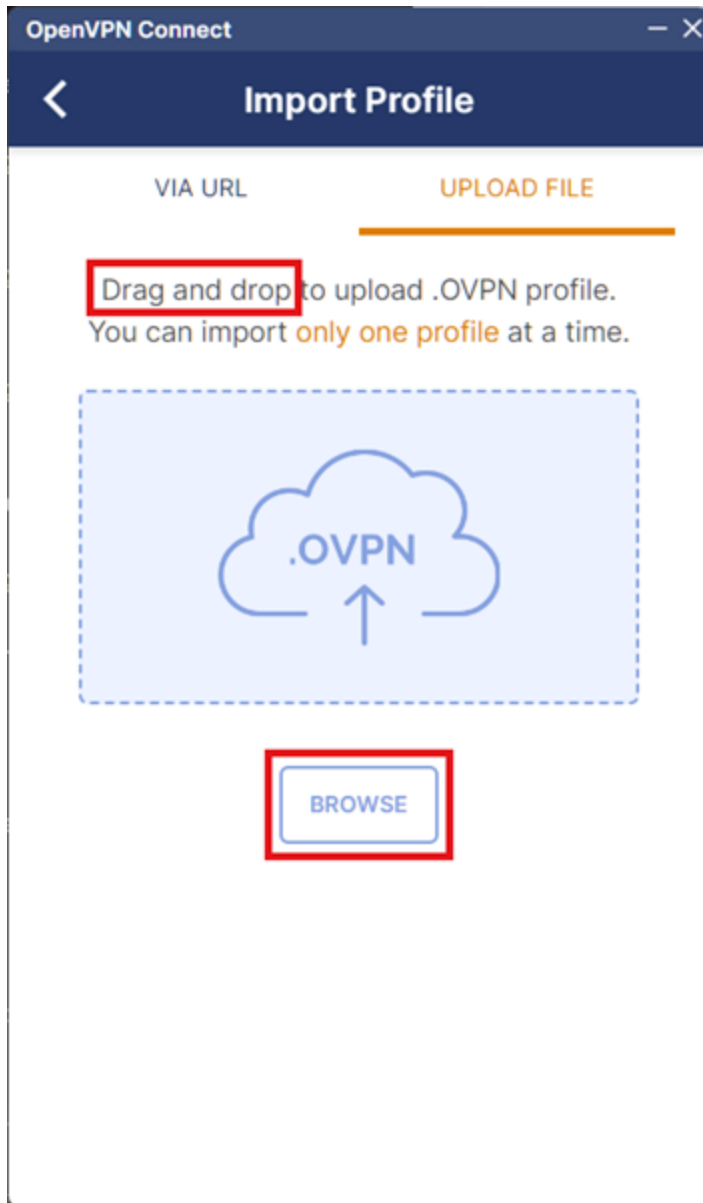 OpenVPN Connect
Import Profile
VIA URL
UPLOAD FILE
Drag and drop to upload .OVPN profile.
You can import only one profile at a time.
.OVPN
BROWSE